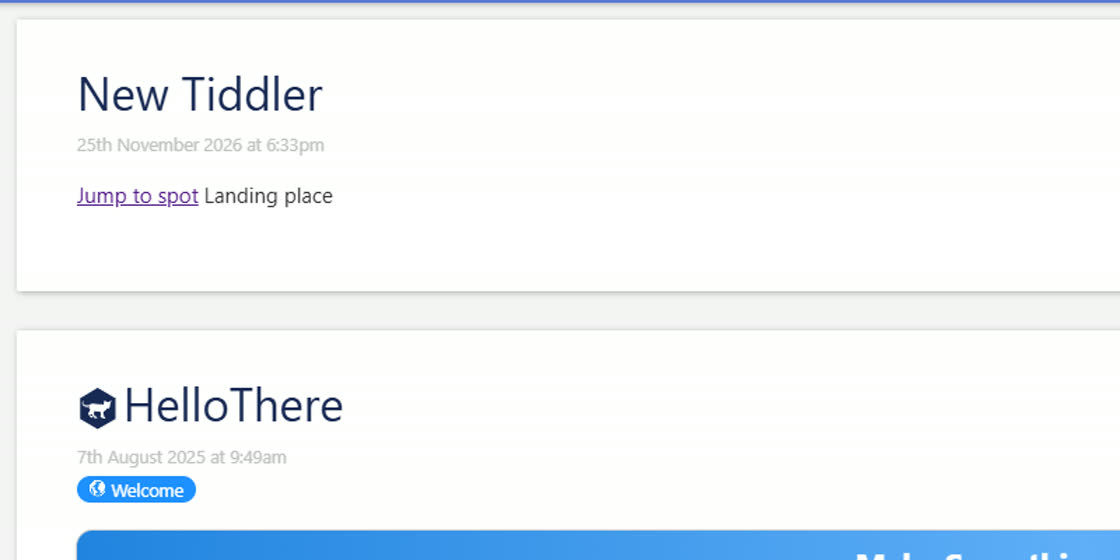 New Tiddler
25th November 2026 at 6:33pm
Jump to spot Landing place
HelloThere
7th August 2025 at 9:49am
Welcome